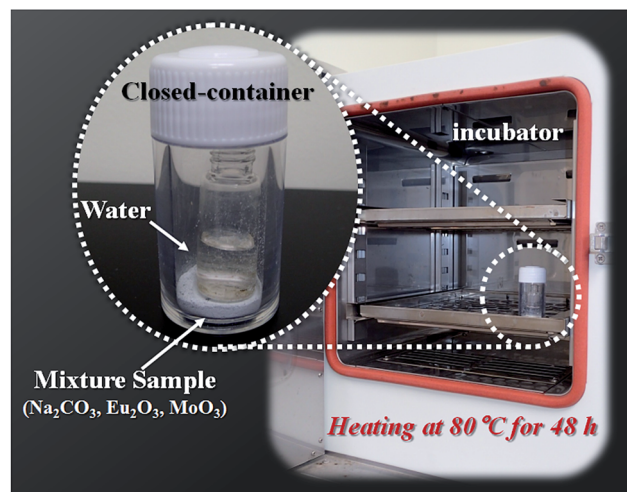 Closed-container
incubator
Water
Mixture Sample
(Na₂CO₃, Eu₂O₃, MoO₃)
Heating at 80℃ for 48 h